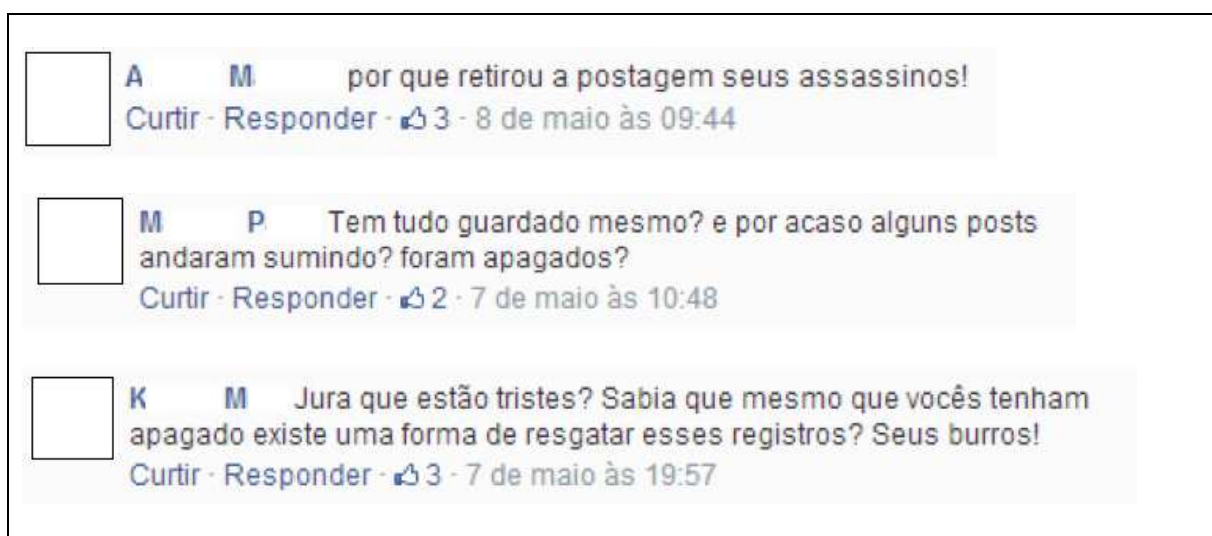 A M por que retirou a postagem seus assassinos!
Curtir · Responder · 3 · 8 de maio às 09:44
M P Tem tudo guardado mesmo? e por acaso alguns posts
andaram sumindo? foram apagados?
Curtir · Responder · 2 · 7 de maio às 10:48
K M Jura que estão tristes? Sabia que mesmo que vocês tenham
apagado existe uma forma de resgatar esses registros? Seus burros!
Curtir · Responder · 3 · 7 de maio às 19:57